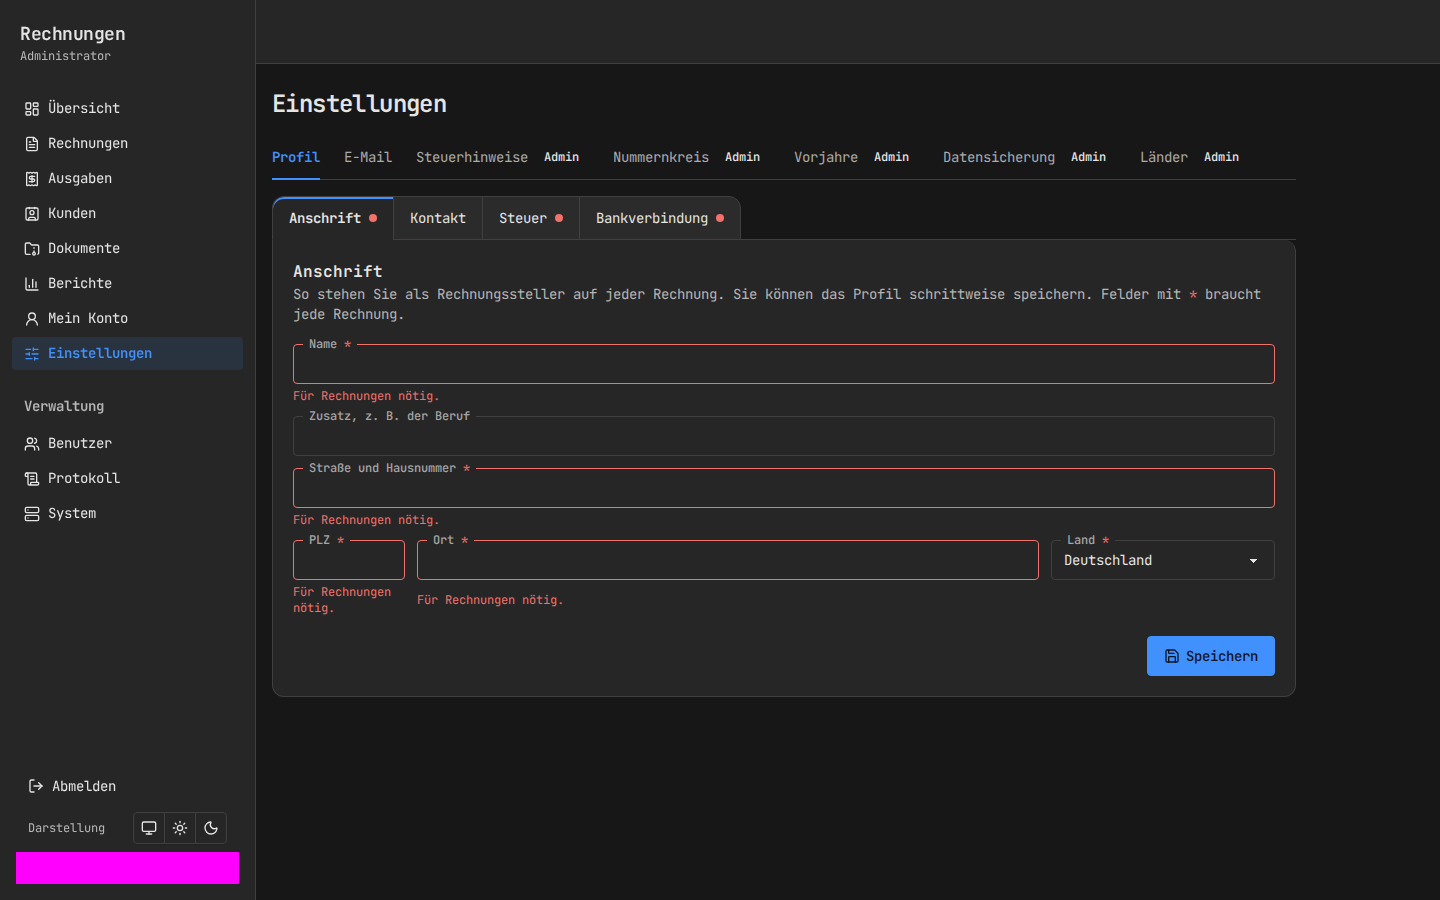 Rechnungen
Administrator
Übersicht
Rechnungen
Ausgaben
Kunden
Dokumente
Berichte
Mein Konto
Einstellungen
Verwaltung
Benutzer
Protokoll
System
Abmelden
Darstellung
Einstellungen
Profil E-Mail Steuerhinweise Admin Nummernkreis Admin Vorjahre Admin Datensicherung Admin Länder Admin
Anschrift Kontakt Steuer Bankverbindung
Anschrift
So stehen Sie als Rechnungssteller auf jeder Rechnung. Sie können das Profil schrittweise speichern. Felder mit * braucht
jede Rechnung.
Name *
Für Rechnungen nötig.
Zusatz, z. B. der Beruf
Straße und Hausnummer *
Für Rechnungen nötig.
PLZ * Ort * Land *
Deutschland
Für Rechnungen
nötig.
Für Rechnungen nötig.
Speichern